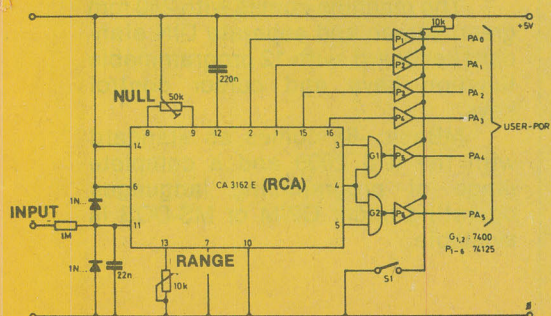 10k
+5V
P1
PA0
220n
P2
PA1
NULL
50k
P3
PA2
8
9
12
2
1
15
16
P4
PA3
USER-POR
14
3
G1
P5
PA4
6
CA 3162 E (RCA)
4
1N...
INPUT
11
5
G2
P6
PA5
1M
G1,2 7400
P1-6 74125
13
7
10
1N...
22n
RANGE
10k
S1